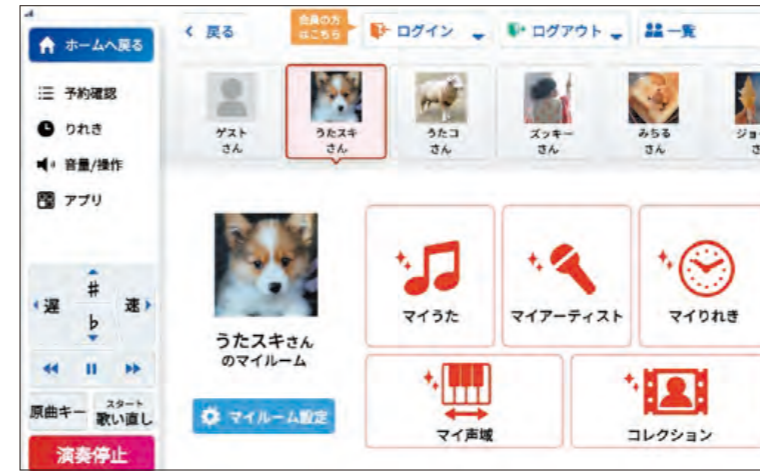 ホームへ戻る
予約確認
りれき
音量/操作
アプリ
遅
♯
♭
速
原曲キー
スタート
歌い直し
演奏停止
戻る
会員の方
はこちら
ログイン
ログアウト
一覧
ゲスト
さん
うたスキ
さん
うたコ
さん
ズッキー
さん
みちる
さん
ジョー
うたスキさん
のマイルーム
マイルーム設定
マイうた
マイアーティスト
マイりれき
マイ声域
コレクション